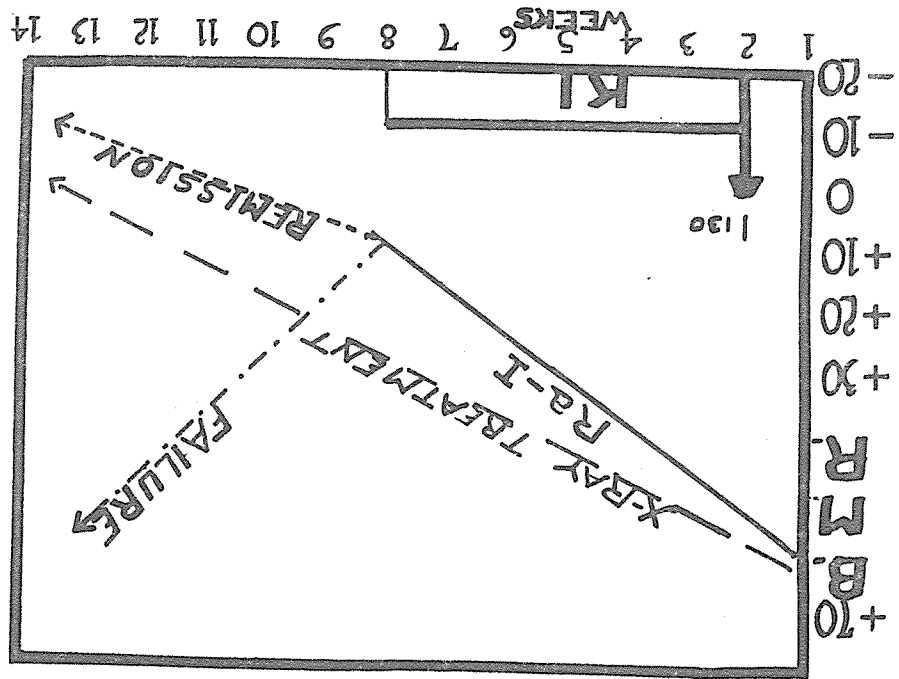 +70
B.
M.
R.
+30
+20
+10
0
-10
-20
X-RAY TREATMENT
Ra-I
FAILURE
REMISSION
I130
KI
1 2 3 4 5 6 7 8 9 10 11 12 13 14
WEEKS